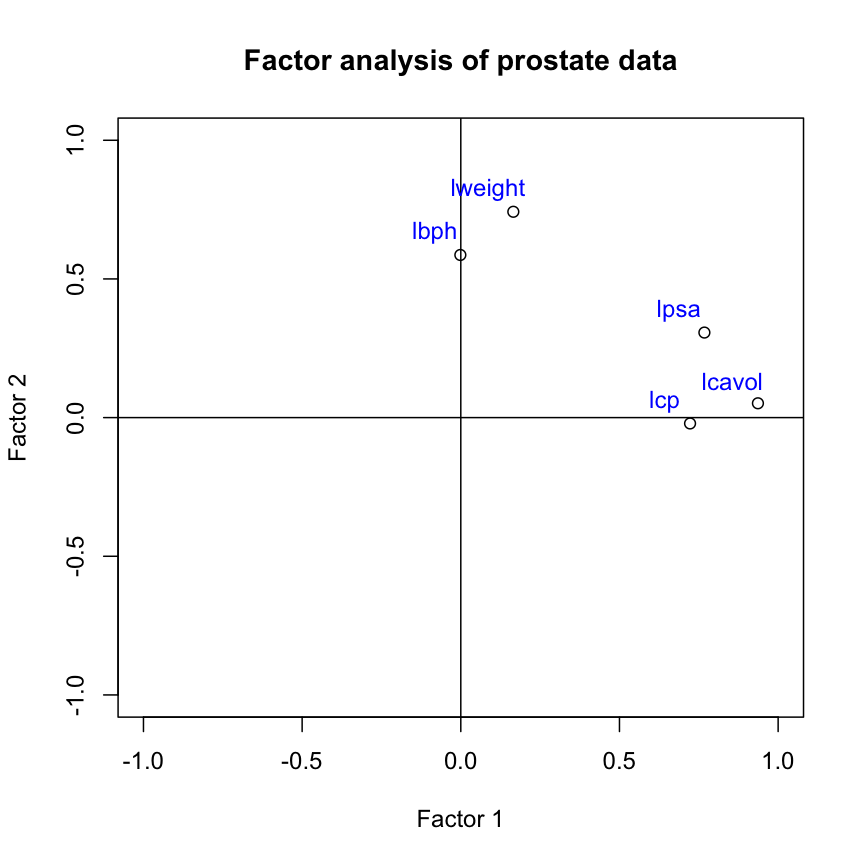 Factor analysis of prostate data
1.0
lweight
lbph
0.5
lpsa
lcavol
lcp
0.0
Factor 2
-0.5
-1.0
-1.0 -0.5 0.0 0.5 1.0
Factor 1